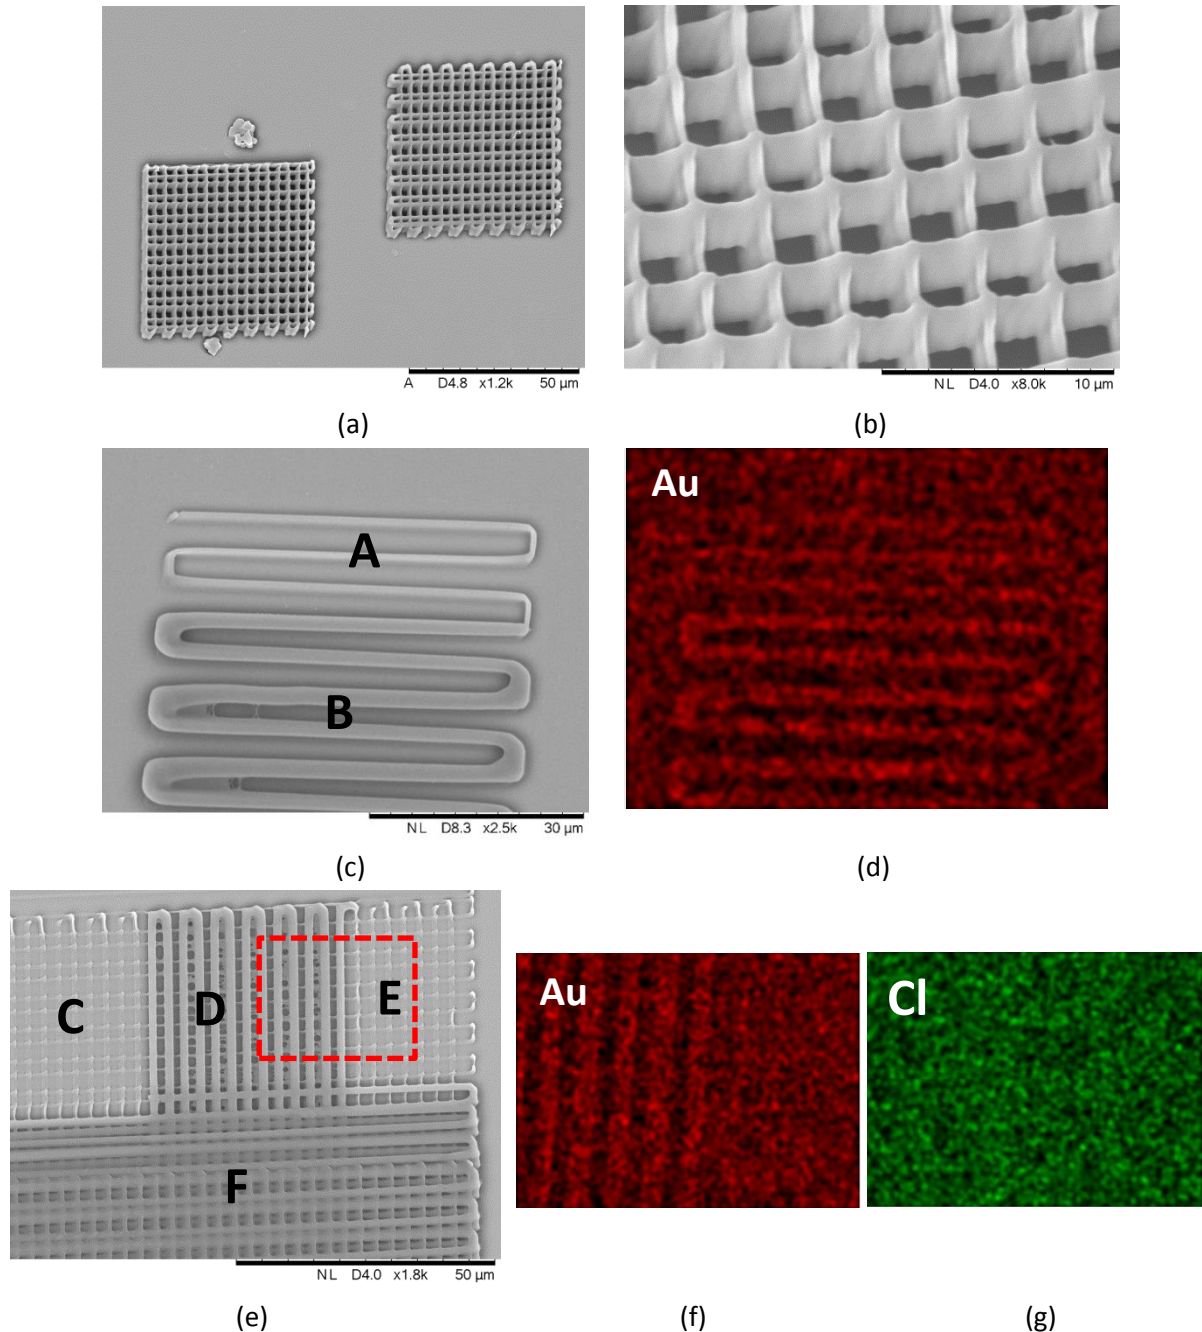 A D4.8 x1.2k 50 µm
NL D4.0 x8.0k 10 µm
(a)
(b)
A
B
Au
NL D8.3 x2.5k 30 µm
(c)
(d)
C
D
E
F
Au
Cl
NL D4.0 x1.8k 50 µm
(e)
(f)
(g)